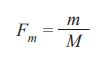 F_m = m/M